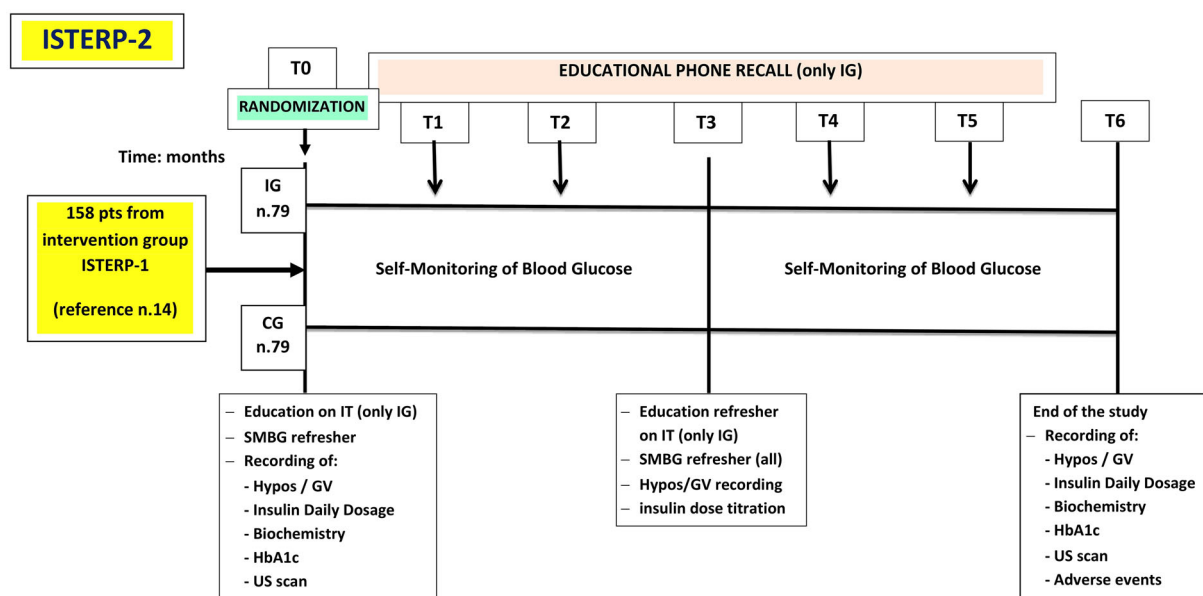 ISTERP-2
T0
EDUCATIONAL PHONE RECALL (only IG)
RANDOMIZATION
T1
T2
T3
T4
T5
T6
Time: months
IG
n.79
158 pts from
intervention group
ISTERP-1
(reference n.14)
Self-Monitoring of Blood Glucose
Self-Monitoring of Blood Glucose
CG
n.79
– Education on IT (only IG)
– SMBG refresher
– Recording of:
- Hypos / GV
- Insulin Daily Dosage
- Biochemistry
- HbA1c
- US scan
– Education refresher
on IT (only IG)
– SMBG refresher (all)
– Hypos/GV recording
– insulin dose titration
End of the study
– Recording of:
- Hypos / GV
- Insulin Daily Dosage
- Biochemistry
- HbA1c
- US scan
- Adverse events